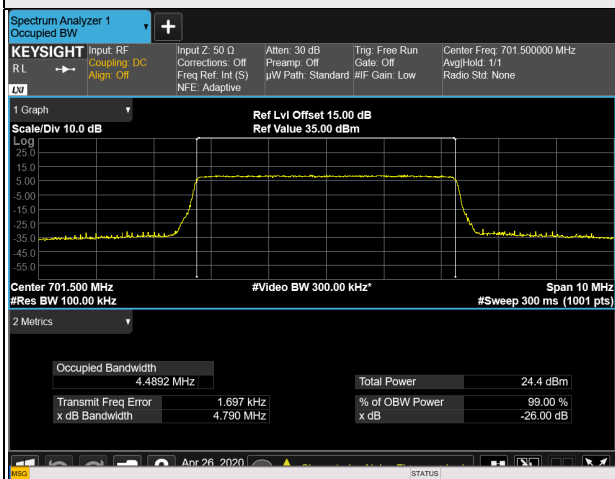 Spectrum Analyzer 1
Occupied BW
+
KEYSIGHT Input: RF Input Z: 50 Ω Atten: 30 dB Trig: Free Run Center Freq: 701.500000 MHz
R L Coupling: DC Corrections: Off Preamp: Off Gate: Off Avg|Hold: 1/1
Align: Off Freq Ref: Int (S) µW Path: Standard #IF Gain: Low Radio Std: None
LXI NFE: Adaptive
1 Graph Ref Lvl Offset 15.00 dB
Scale/Div 10.0 dB Ref Value 35.00 dBm
Log
25.0
15.0
5.00
-5.00
-15.0
-25.0
-35.0
-45.0
-55.0
Center 701.500 MHz #Video BW 300.00 kHz* Span 10 MHz
#Res BW 100.00 kHz #Sweep 300 ms (1001 pts)
2 Metrics
Occupied Bandwidth
4.4892 MHz Total Power 24.4 dBm
Transmit Freq Error 1.697 kHz % of OBW Power 99.00 %
x dB Bandwidth 4.790 MHz x dB -26.00 dB
Apr 26, 2020
MSG STATUS